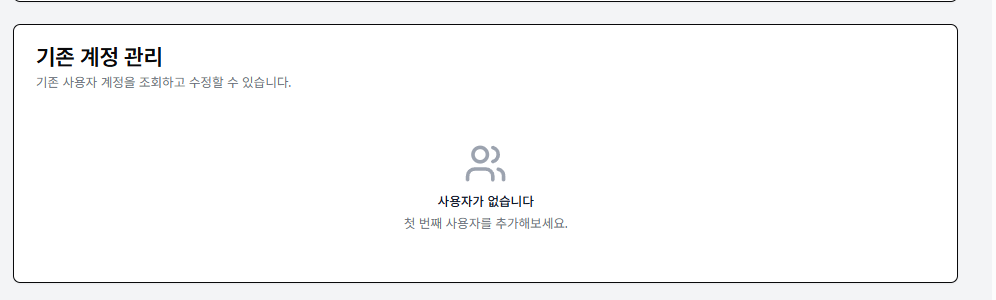 기존 계정 관리
기존 사용자 계정을 조회하고 수정할 수 있습니다.
사용자가 없습니다
첫 번째 사용자를 추가해보세요.